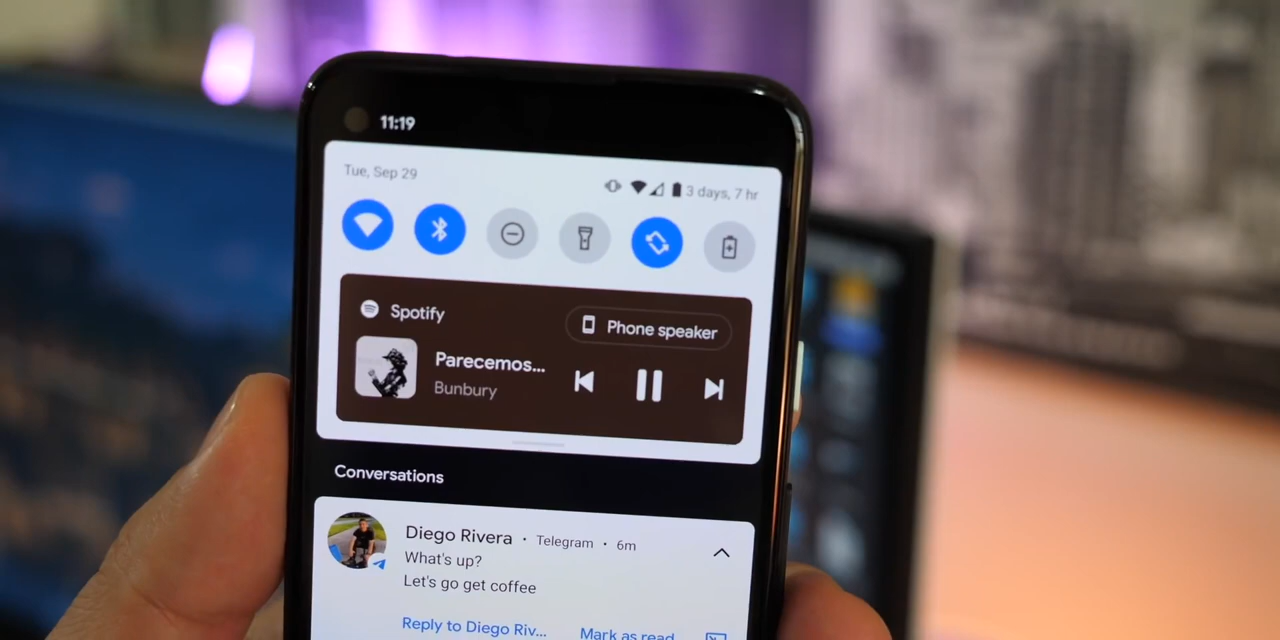 11:19
Tue, Sep 29
3 days, 7 hr
Spotify
Phone speaker
Parecemos...
Bunbury
Conversations
Diego Rivera • Telegram • 6m
What's up?
Let's go get coffee
Reply to Diego Riv...
Mark as read